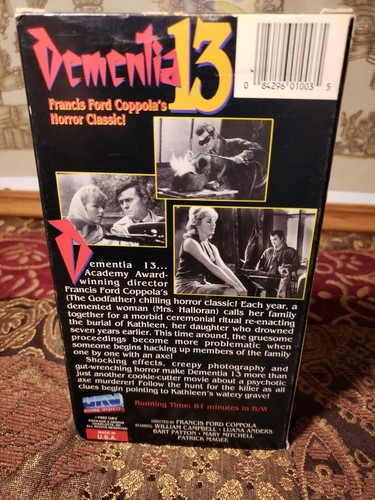 Dementia 13
Francis Ford Coppola's
Horror Classic!
0 84296 01003 5
Dementia 13...
Academy Award-
winning director
Francis Ford Coppola's
(The Godfather) chilling horror classic! Each year, a
demented woman (Mrs. Halloran) calls her family
together for a morbid ceremonial ritual re-enacting
the burial of Kathleen, her daughter who drowned
seven years earlier. This time around, the gruesome
proceedings become more problematic when
someone begins hacking up members of the family
one by one with an axe!
Shocking effects, creepy photography and
gut-wrenching horror make Dementia 13 more than
just another cookie-cutter movie about a psychotic
axe murderer! Follow the hunt for the killer as all
clues begin pointing to Kathleen's watery grave!
Running Time: 81 minutes in B/W
DIRECTED BY FRANCIS FORD COPPOLA
STARRING WILLIAM CAMPBELL • LUANA ANDERS
BART PATTON • MARY MITCHELL
PATRICK MAGEE
U.S.A.